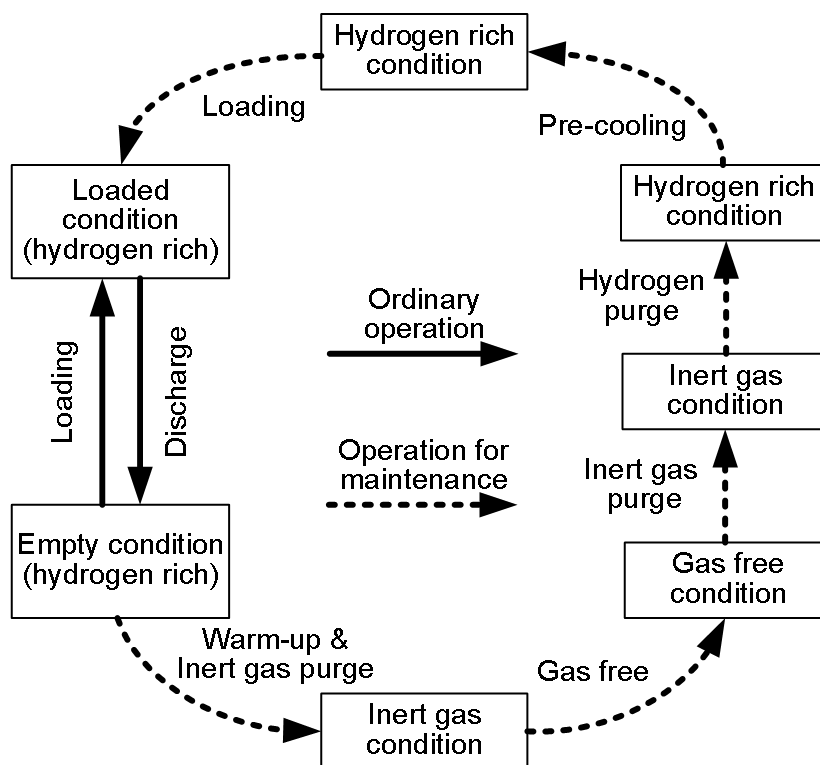 Hydrogen rich
condition
Loading
Pre-cooling
Loaded
condition
(hydrogen rich)
Hydrogen rich
condition
Ordinary
operation
Hydrogen
purge
Loading
Discharge
Inert gas
condition
Operation for
maintenance
Inert gas
purge
Empty condition
(hydrogen rich)
Gas free
condition
Warm-up &
Inert gas purge
Gas free
Inert gas
condition